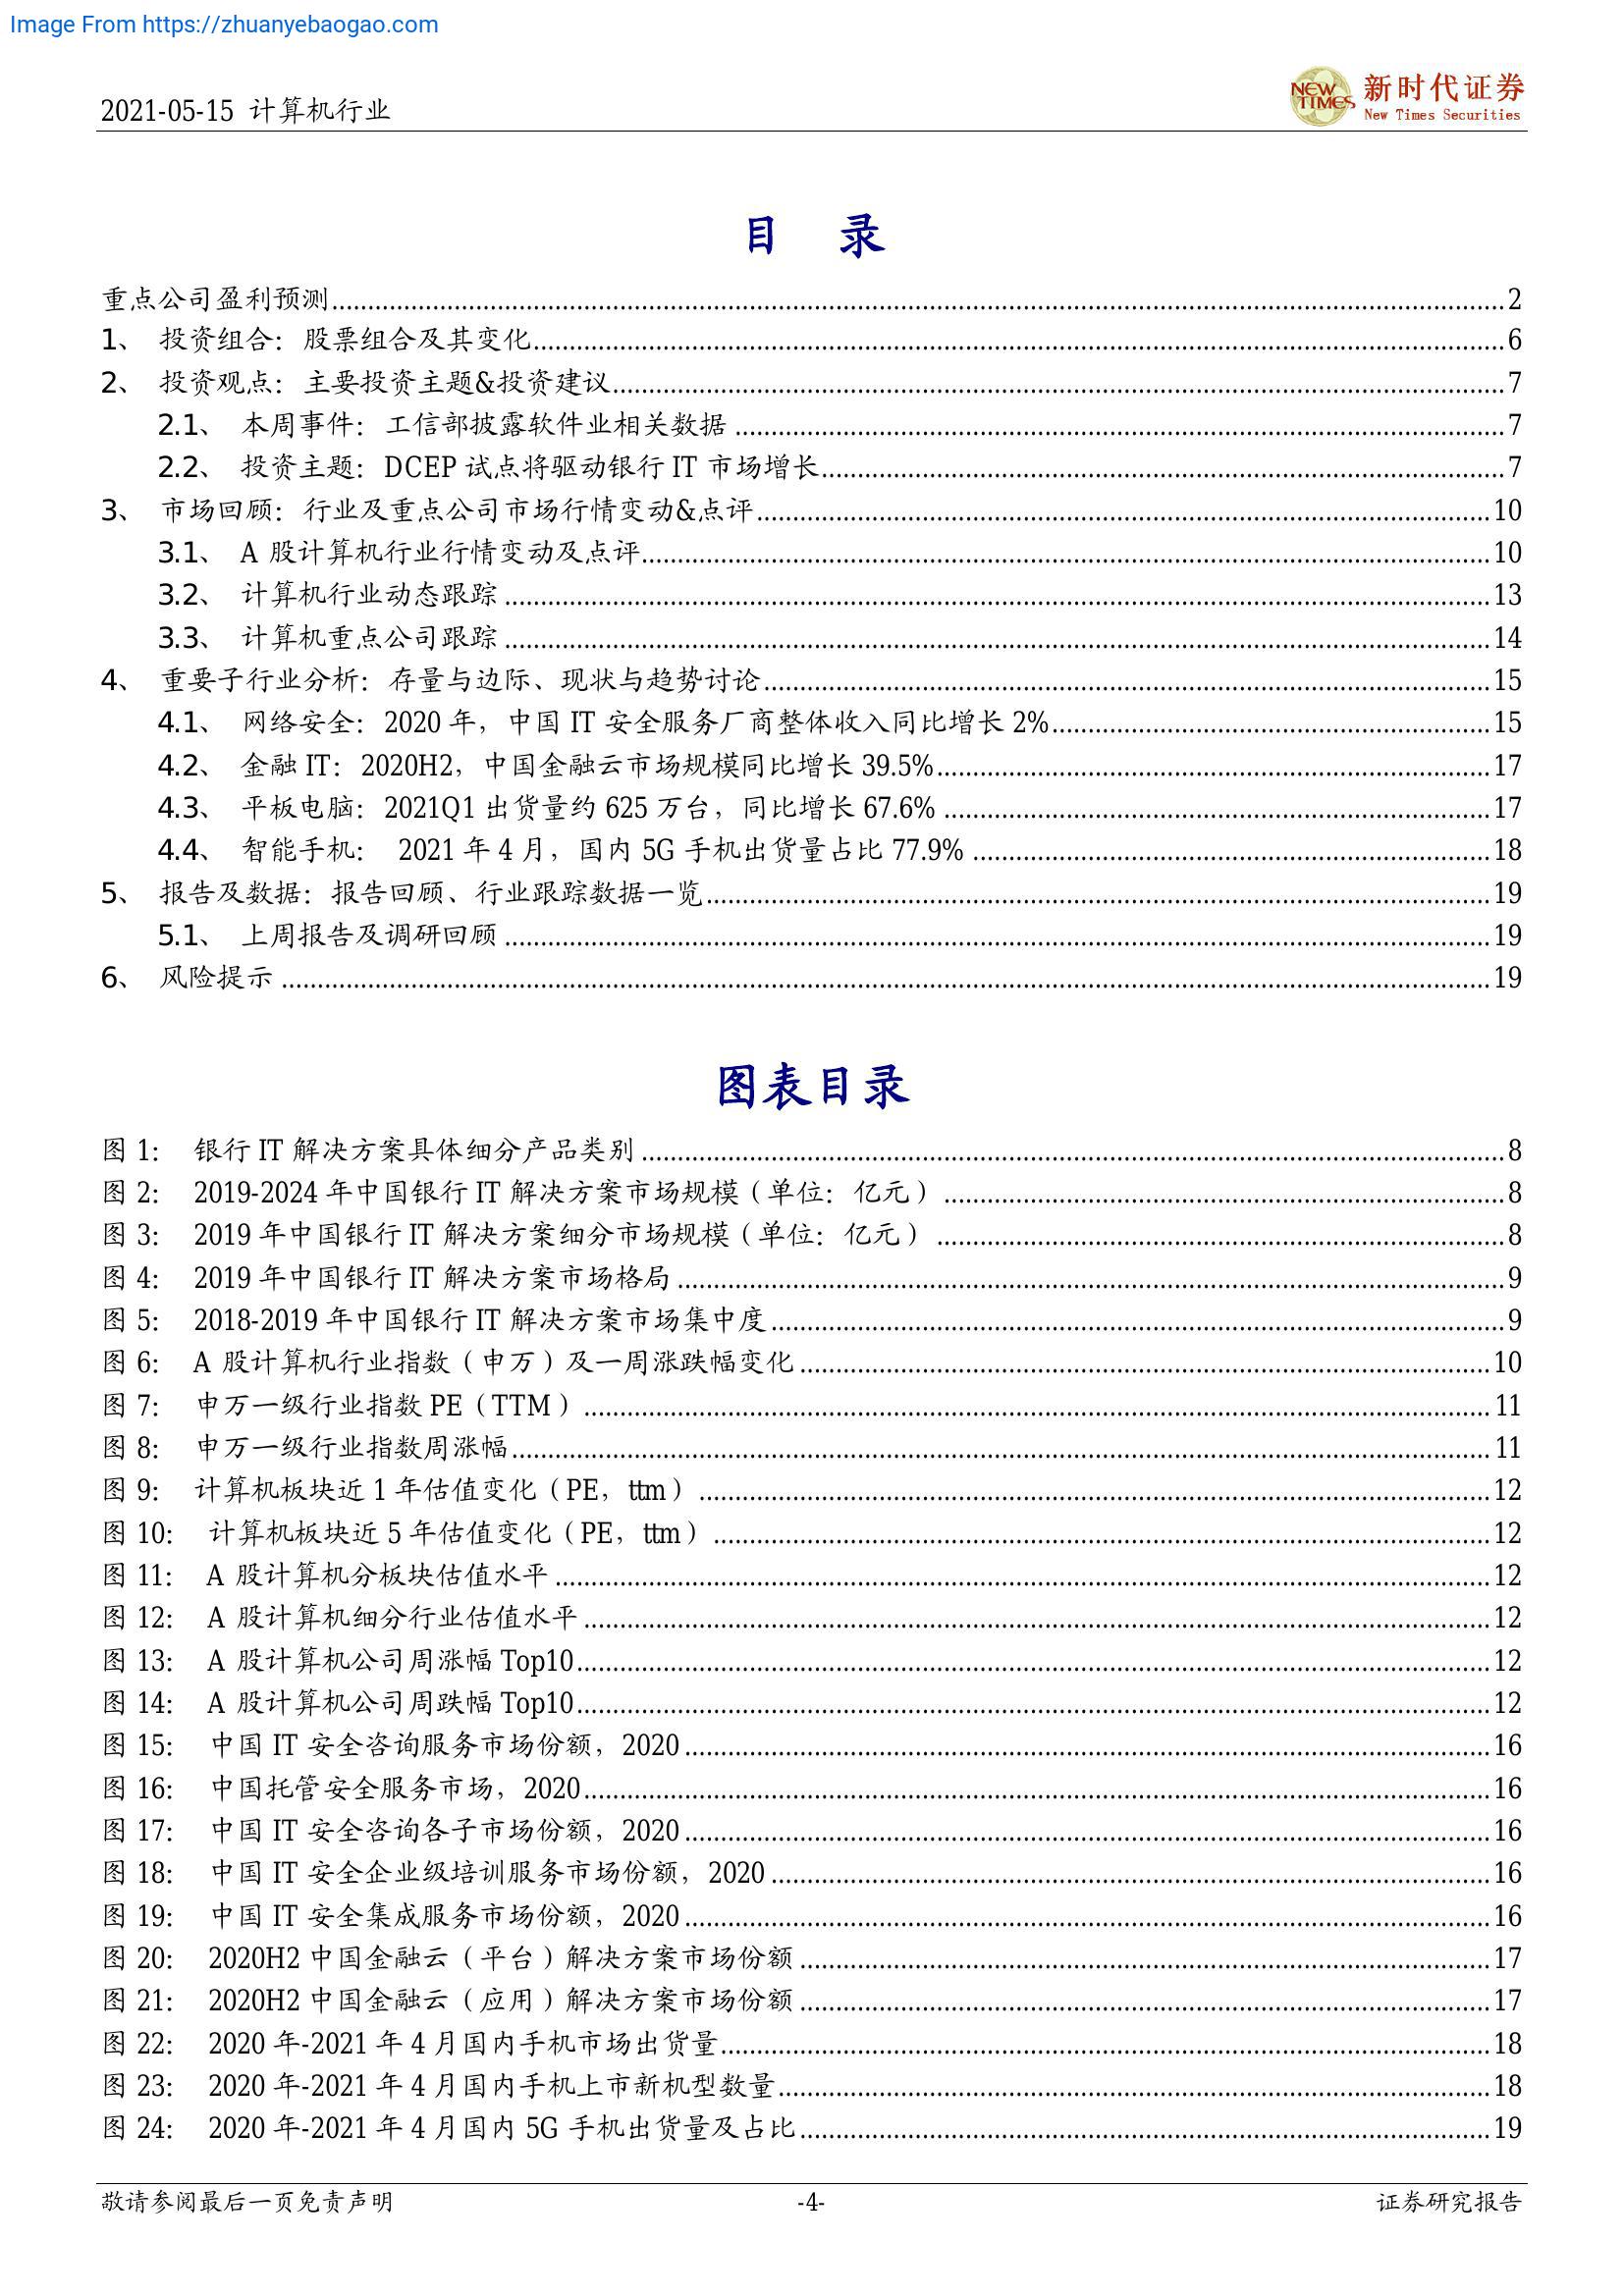 Image From https://zhuanyebaogao.com
2021-05-15 计算机行业
NEW TIMES
新时代证券
New Times Securities
目 录
重点公司盈利预测 2
1、 投资组合：股票组合及其变化 6
2、 投资观点：主要投资主题&投资建议 7
2.1、 本周事件：工信部披露软件业相关数据 7
2.2、 投资主题：DCEP 试点将驱动银行 IT 市场增长 7
3、 市场回顾：行业及重点公司市场行情变动&点评 10
3.1、 A 股计算机行业行情变动及点评 10
3.2、 计算机行业动态跟踪 13
3.3、 计算机重点公司跟踪 14
4、 重要子行业分析：存量与边际、现状与趋势讨论 15
4.1、 网络安全：2020 年，中国 IT 安全服务厂商整体收入同比增长 2% 15
4.2、 金融 IT：2020H2，中国金融云市场规模同比增长 39.5% 17
4.3、 平板电脑：2021Q1 出货量约 625 万台，同比增长 67.6% 17
4.4、 智能手机： 2021 年 4 月，国内 5G 手机出货量占比 77.9% 18
5、 报告及数据：报告回顾、行业跟踪数据一览 19
5.1、 上周报告及调研回顾 19
6、 风险提示 19
图表目录
图 1： 银行 IT 解决方案具体细分产品类别 8
图 2： 2019-2024 年中国银行 IT 解决方案市场规模（单位：亿元） 8
图 3： 2019 年中国银行 IT 解决方案细分市场规模（单位：亿元） 8
图 4： 2019 年中国银行 IT 解决方案市场格局 9
图 5： 2018-2019 年中国银行 IT 解决方案市场集中度 9
图 6： A 股计算机行业指数（申万）及一周涨跌幅变化 10
图 7： 申万一级行业指数 PE（TTM） 11
图 8： 申万一级行业指数周涨幅 11
图 9： 计算机板块近 1 年估值变化（PE，ttm） 12
图 10： 计算机板块近 5 年估值变化（PE，ttm） 12
图 11： A 股计算机分板块估值水平 12
图 12： A 股计算机细分行业估值水平 12
图 13： A 股计算机公司周涨幅 Top10 12
图 14： A 股计算机公司周跌幅 Top10 12
图 15： 中国 IT 安全咨询服务市场份额，2020 16
图 16： 中国托管安全服务市场，2020 16
图 17： 中国 IT 安全咨询各子市场份额，2020 16
图 18： 中国 IT 安全企业级培训服务市场份额，2020 16
图 19： 中国 IT 安全集成服务市场份额，2020 16
图 20： 2020H2 中国金融云（平台）解决方案市场份额 17
图 21： 2020H2 中国金融云（应用）解决方案市场份额 17
图 22： 2020 年-2021 年 4 月国内手机市场出货量 18
图 23： 2020 年-2021 年 4 月国内手机上市新机型数量 18
图 24： 2020 年-2021 年 4 月国内 5G 手机出货量及占比 19
敬请参阅最后一页免责声明 -4- 证券研究报告